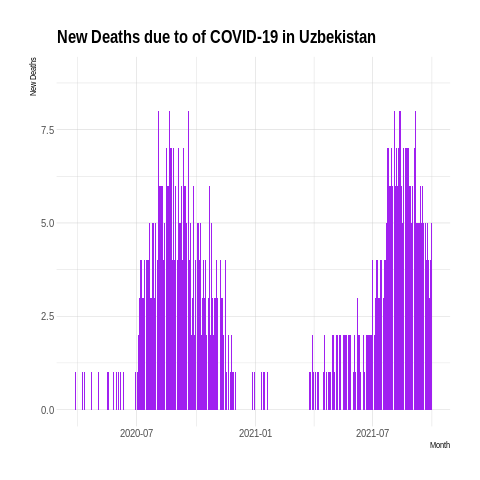 New Deaths due to of COVID-19 in Uzbekistan
New Deaths
7.5
5.0
2.5
0.0
2020-07 2021-01 2021-07
Month